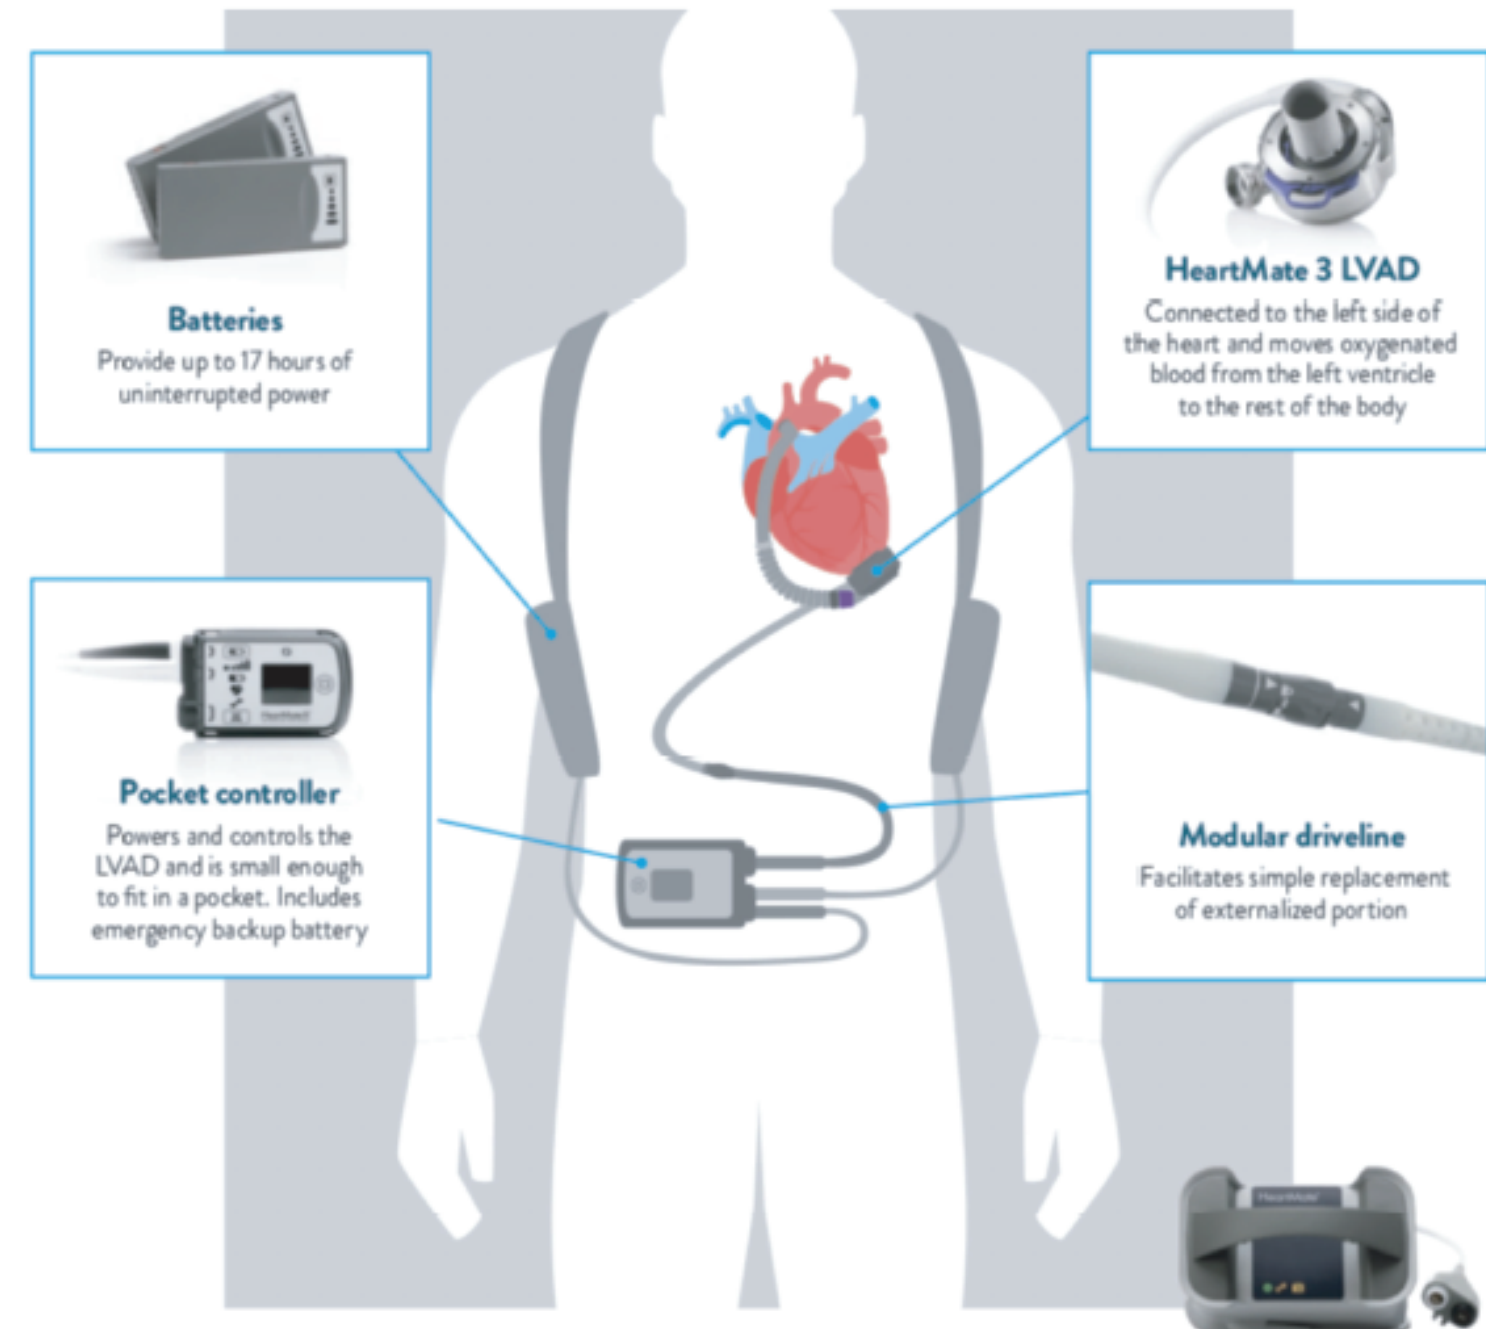 Batteries
Provide up to 17 hours of
uninterrupted power
HeartMate 3 LVAD
Connected to the left side of
the heart and moves oxygenated
blood from the left ventricle
to the rest of the body
Pocket controller
Powers and controls the
LVAD and is small enough
to fit in a pocket. Includes
emergency backup battery
Modular driveline
Facilitates simple replacement
of externalized portion
HeartMate